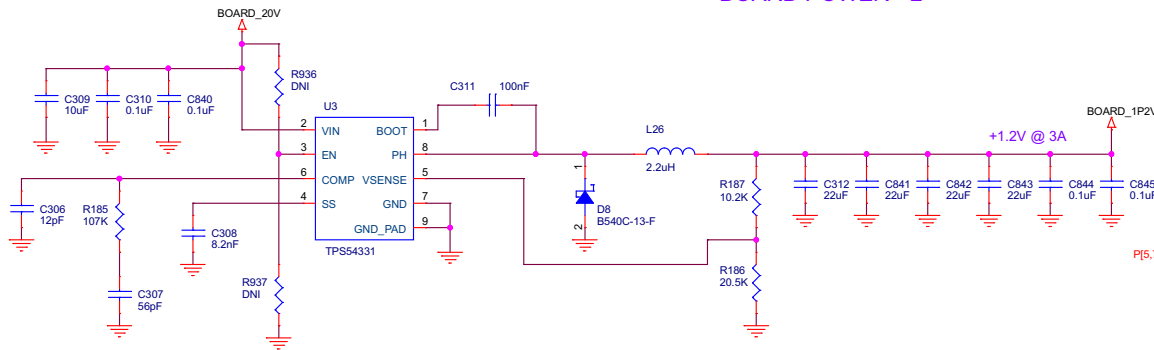 BOARD_20V
R936
DNI
C311
100nF
C309
10uF
C310
0.1uF
C840
0.1uF
U3
2
VIN
BOOT
1
3
EN
PH
8
6
COMP
VSENSE
5
4
SS
GND
7
GND_PAD
9
TPS54331
L26
2.2uH
BOARD_1P2V
+1.2V @ 3A
1
D8
B540C-13-F
2
R187
10.2K
C312
22uF
C841
22uF
C842
22uF
C843
22uF
C844
0.1uF
C845
0.1uF
C306
12pF
R185
107K
C308
8.2nF
C307
56pF
R937
DNI
R186
20.5K